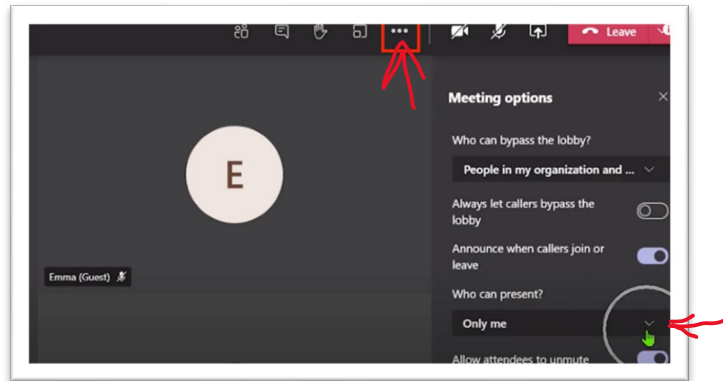 Leave
Meeting options
Who can bypass the lobby?
People in my organization and ...
Always let callers bypass the
lobby
Announce when callers join or
leave
Who can present?
Only me
Allow attendees to unmute
E
Emma (Guest)